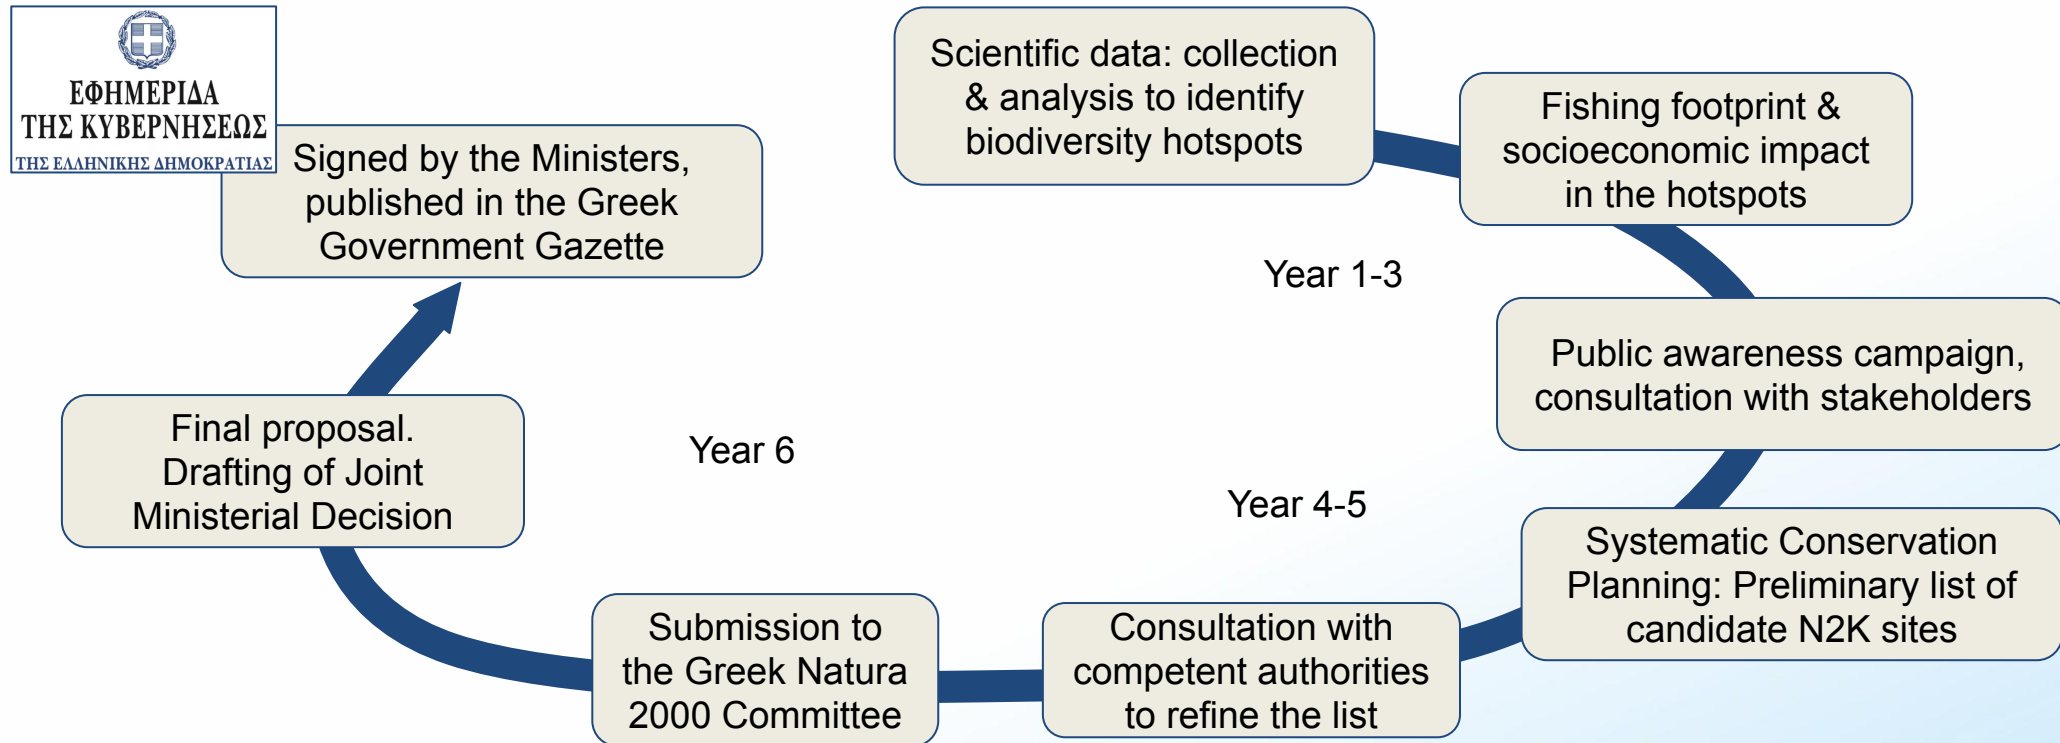 ΕΦΗΜΕΡΙΔΑ
ΤΗΣ ΚΥΒΕΡΝΗΣΕΩΣ
ΤΗΣ ΕΛΛΗΝΙΚΗΣ ΔΗΜΟΚΡΑΤΙΑΣ
Scientific data: collection
& analysis to identify
biodiversity hotspots
Fishing footprint &
socioeconomic impact
in the hotspots
Year 1-3
Public awareness campaign,
consultation with stakeholders
Year 4-5
Systematic Conservation
Planning: Preliminary list of
candidate N2K sites
Consultation with
competent authorities
to refine the list
Submission to
the Greek Natura
2000 Committee
Year 6
Final proposal.
Drafting of Joint
Ministerial Decision
Signed by the Ministers,
published in the Greek
Government Gazette